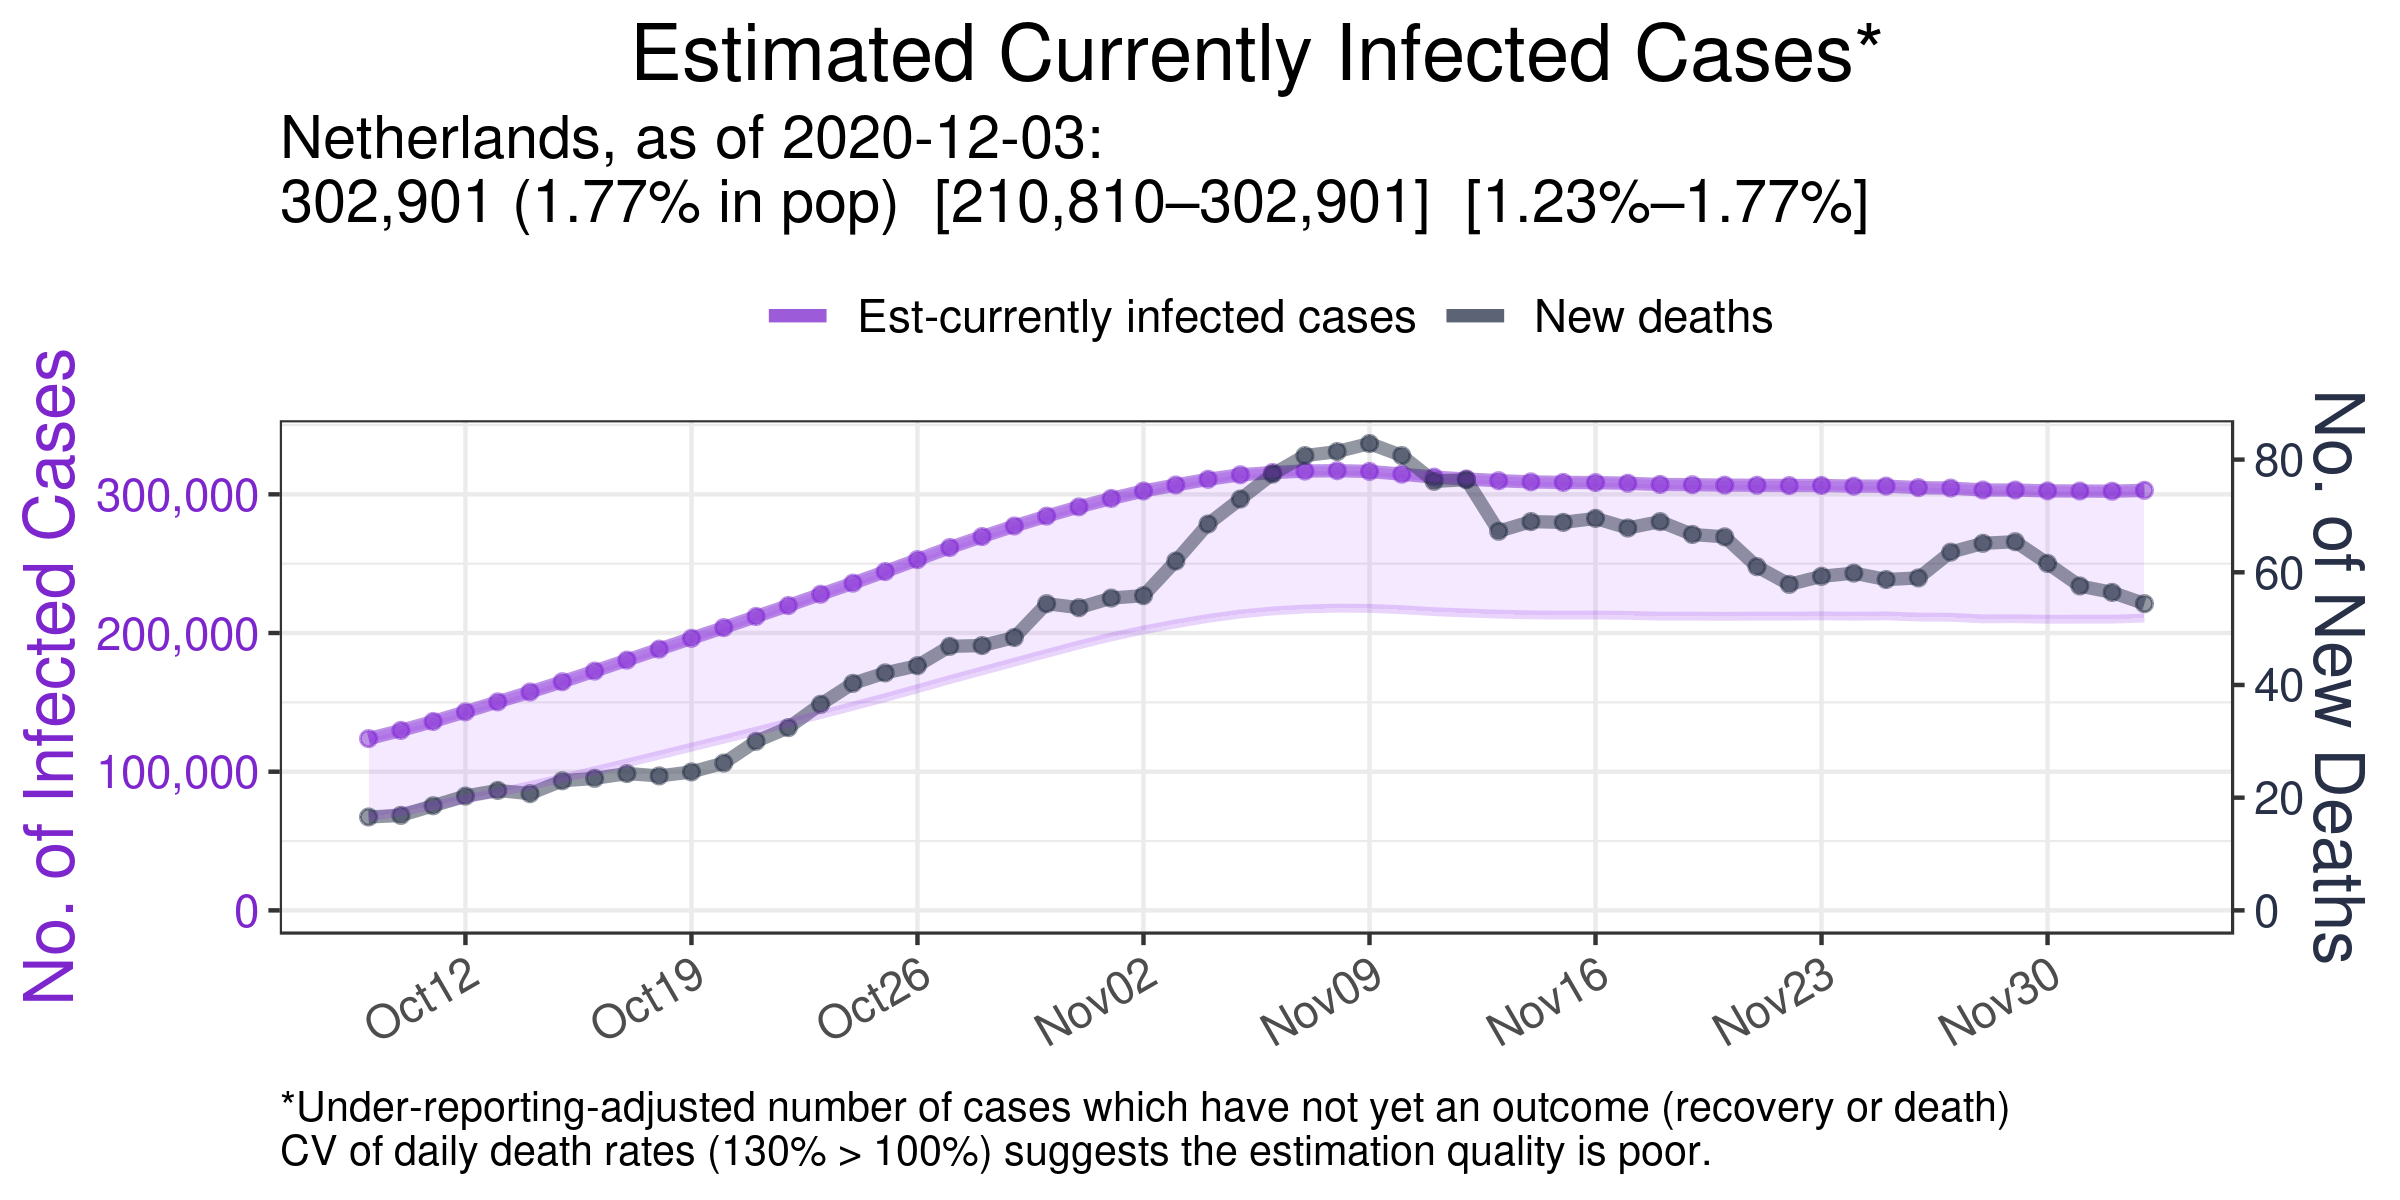 Estimated Currently Infected Cases*
Netherlands, as of 2020-12-03:
302,901 (1.77% in pop)  [210,810–302,901]  [1.23%–1.77%]
Est-currently infected cases
New deaths
No. of Infected Cases
300,000
200,000
100,000
0
80
60
40
20
0
No. of New Deaths
Oct12
Oct19
Oct26
Nov02
Nov09
Nov16
Nov23
Nov30
*Under-reporting-adjusted number of cases which have not yet an outcome (recovery or death)
CV of daily death rates (130% > 100%) suggests the estimation quality is poor.